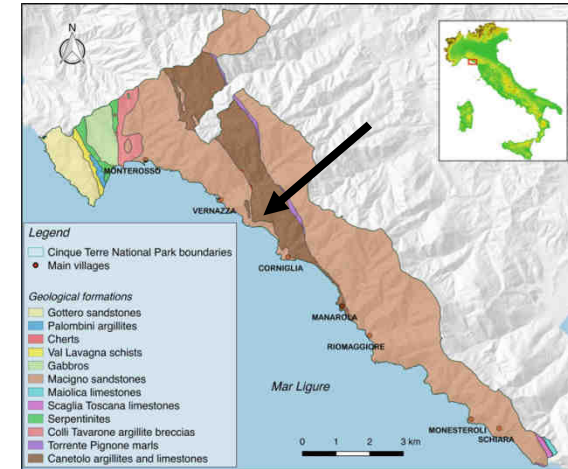 N
MONTEROSSO
VERNAZZA
CORNIGLIA
MANAROLA
RIOMAGGIORE
Mar Ligure
MONESTEROLI
SCHIARA
0 1 2 3 km
Legend
Cinque Terre National Park boundaries
Main villages
Geological formations
Gottero sandstones
Palombini argillites
Cherts
Val Lavagna schists
Gabbros
Macigno sandstones
Maiolica limestones
Scaglia Toscana limestones
Serpentinites
Colli Tavarone argillite breccias
Torrente Pignone marls
Canetolo argillites and limestones